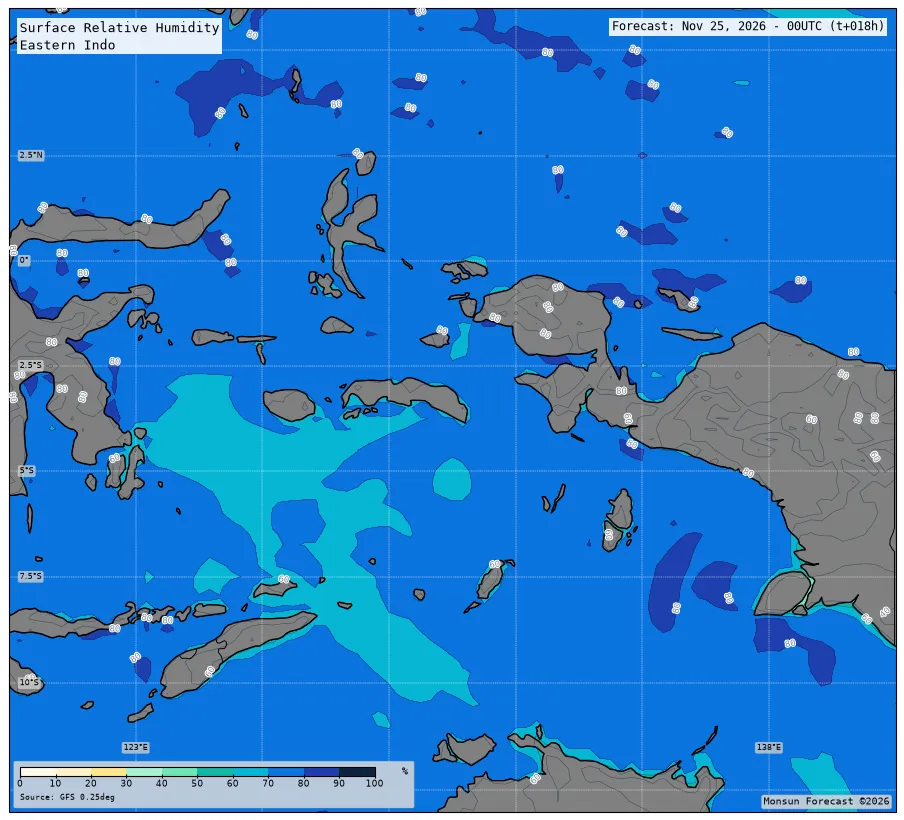 Surface Relative Humidity
Eastern Indo
Forecast: Nov 25, 2026 - 00UTC (t+018h)
2.5°N
0°
2.5°S
5°S
7.5°S
10°S
123°E
138°E
%
0 10 20 30 40 50 60 70 80 90 100
Source: GFS 0.25deg
Monsun Forecast ©2026